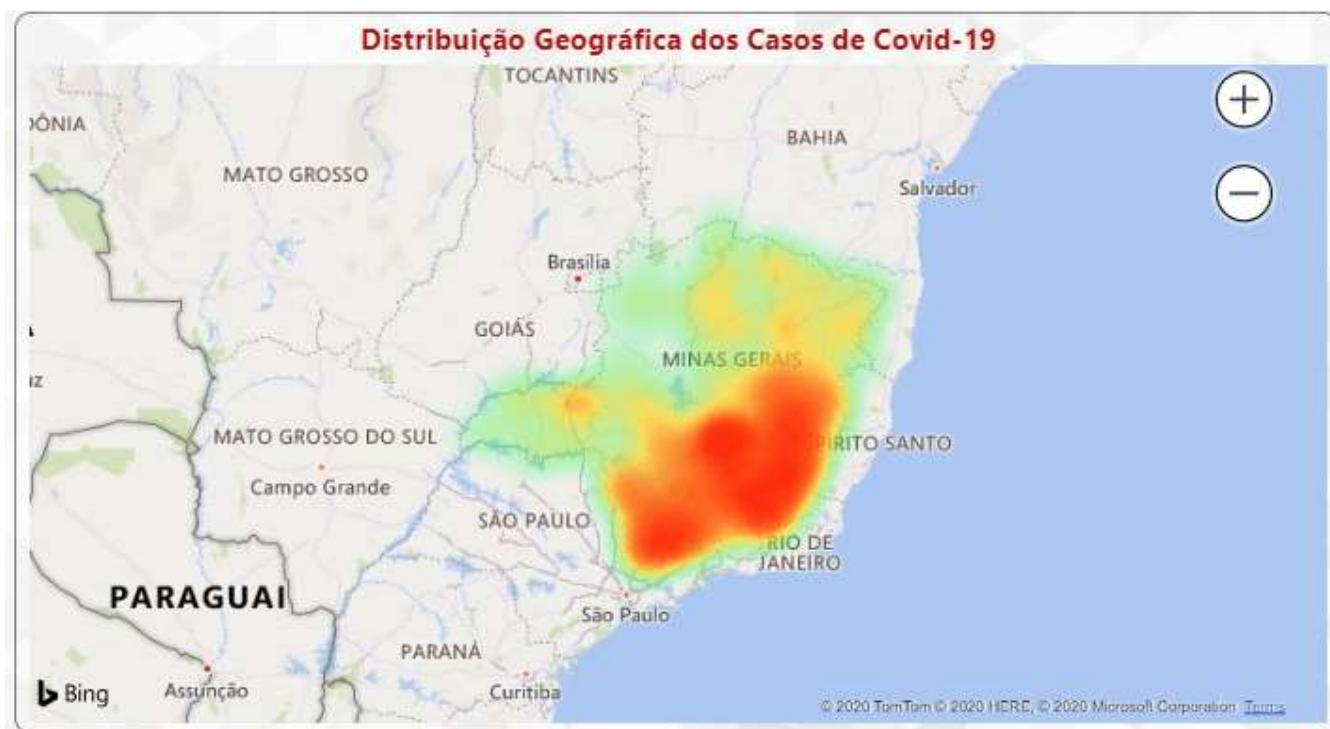 Distribuição Geográfica dos Casos de Covid-19
TOCANTINS
DÔNIA
BAHIA
MATO GROSSO
Salvador
Brasília
GOIÁS
MINAS GERAIS
MATO GROSSO DO SUL
PÍRITO SANTO
Campo Grande
SÃO PAULO
RIO DE
JANEIRO
PARAGUAI
São Paulo
PARANÁ
Bing
Assunção
Curitiba
© 2020 TomTom © 2020 HERE, © 2020 Microsoft Corporation Terms